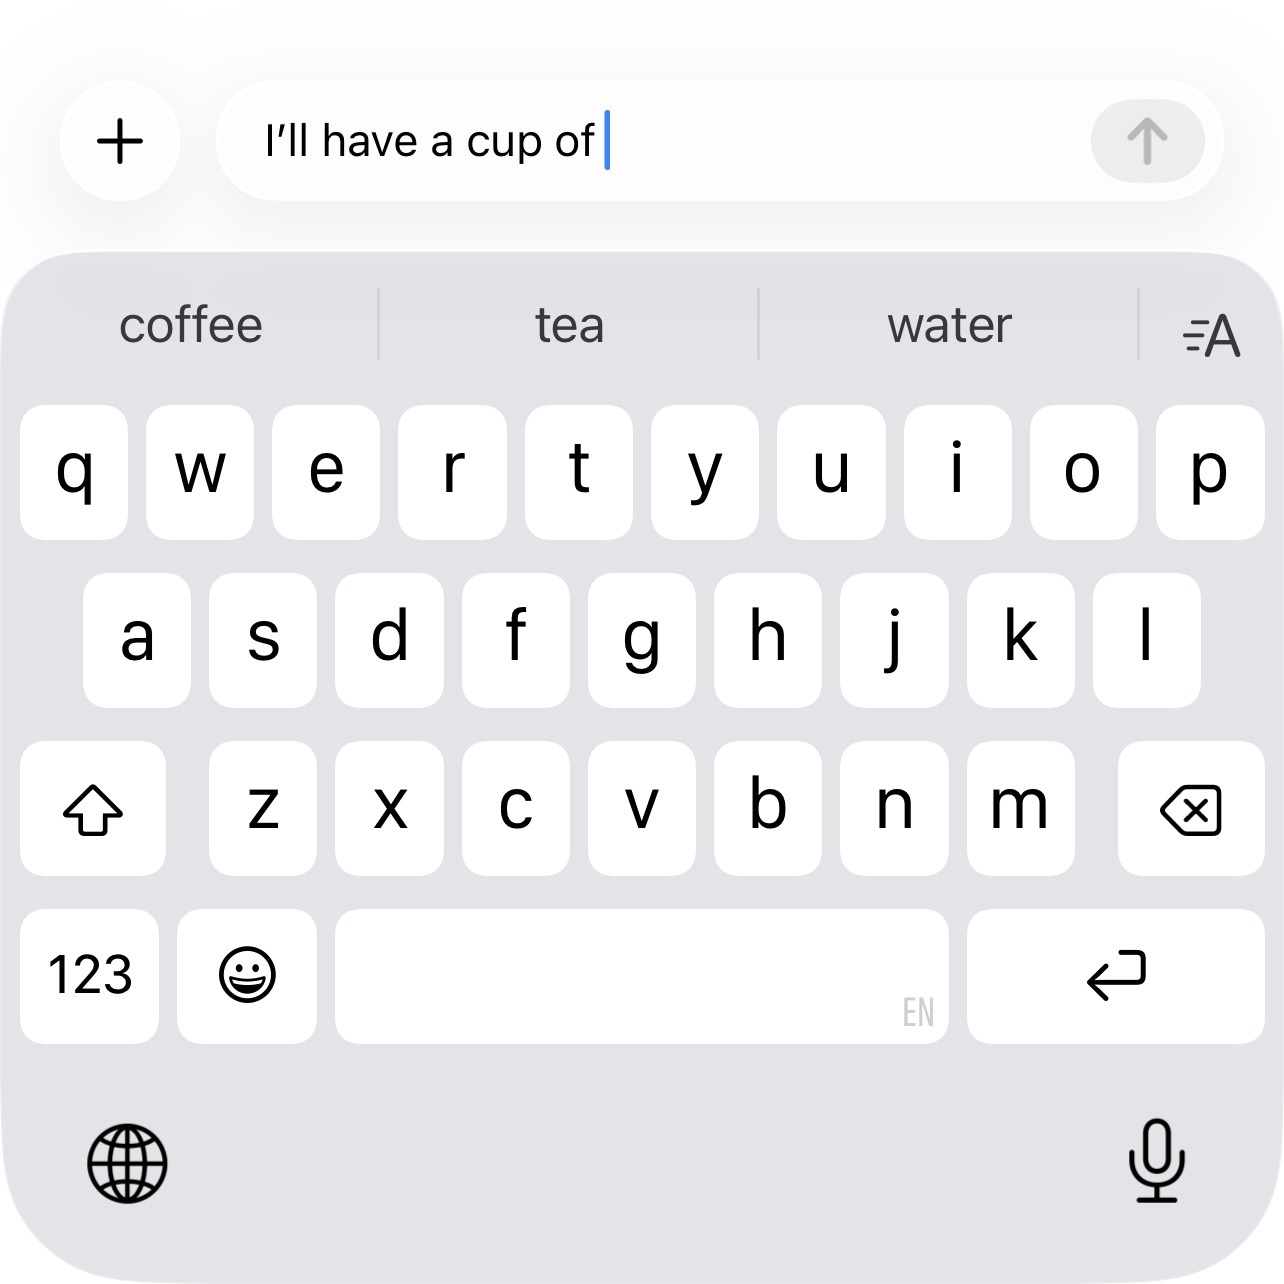 I’ll have a cup of
coffee tea water A
q w e r t y u i o p
a s d f g h j k l
z x c v b n m
123 EN